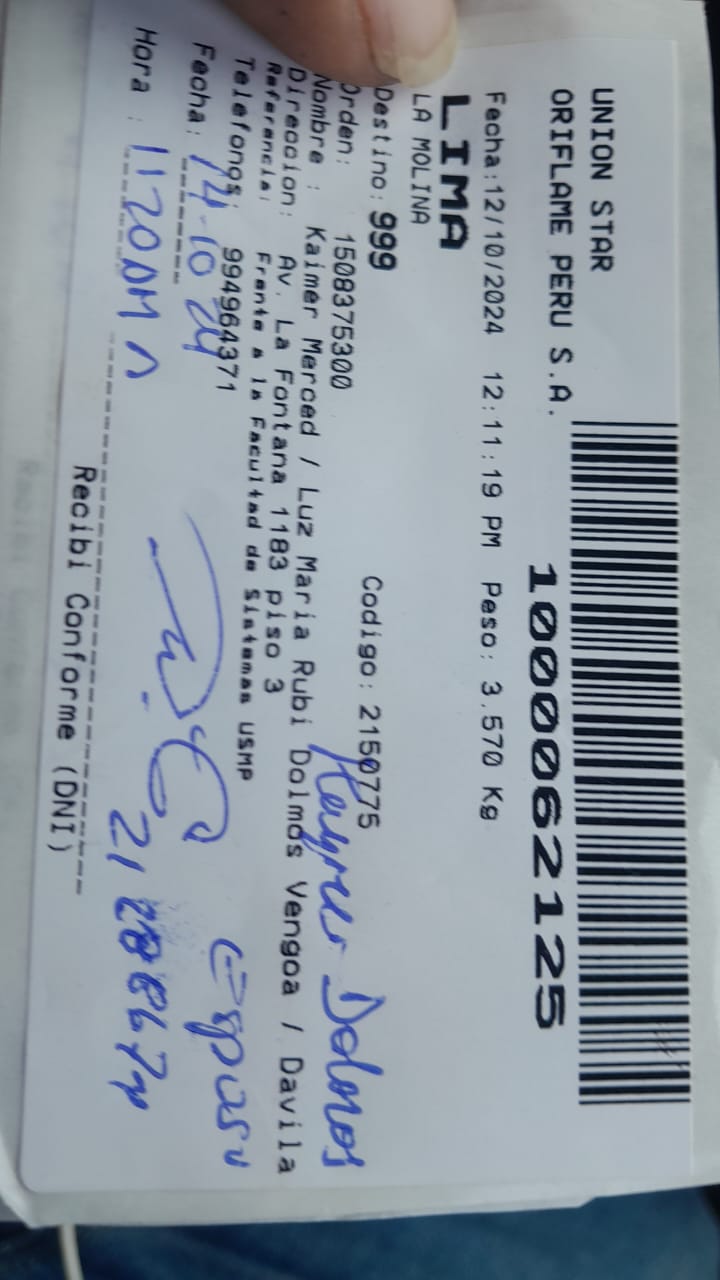 UNION STAR
ORIFLAME PERU S.A.
1000062125
Fecha:12/10/2024 12:11:19 PM Peso: 3.570 Kg
LIMA
LA MOLINA
Destino: 999
Orden: 1508375300 Codigo: 2150775
Nombre : Kaimer Merced / Luz Maria Rubi Dolmos Vengoa / Davila
Direccion: Av. La Fontana 1183 piso 3
Referencia: Frente a la Facultad de Sistemas USMP
Telefonos: 994964371
Dolmos
Esposo
Fecha: 14-10 24
Hora : 1120AM
Recibi Conforme (DNI)